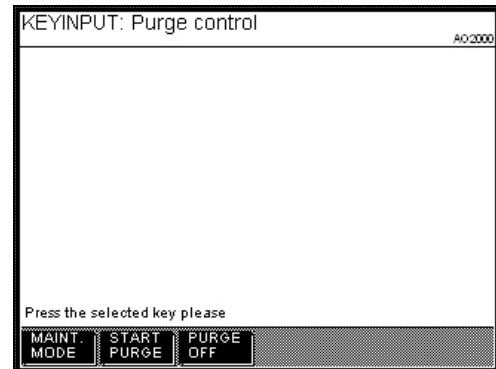 KEYINPUT: Purge control
AO2000
Press the selected key please
MAINT. MODE
START PURGE
PURGE OFF